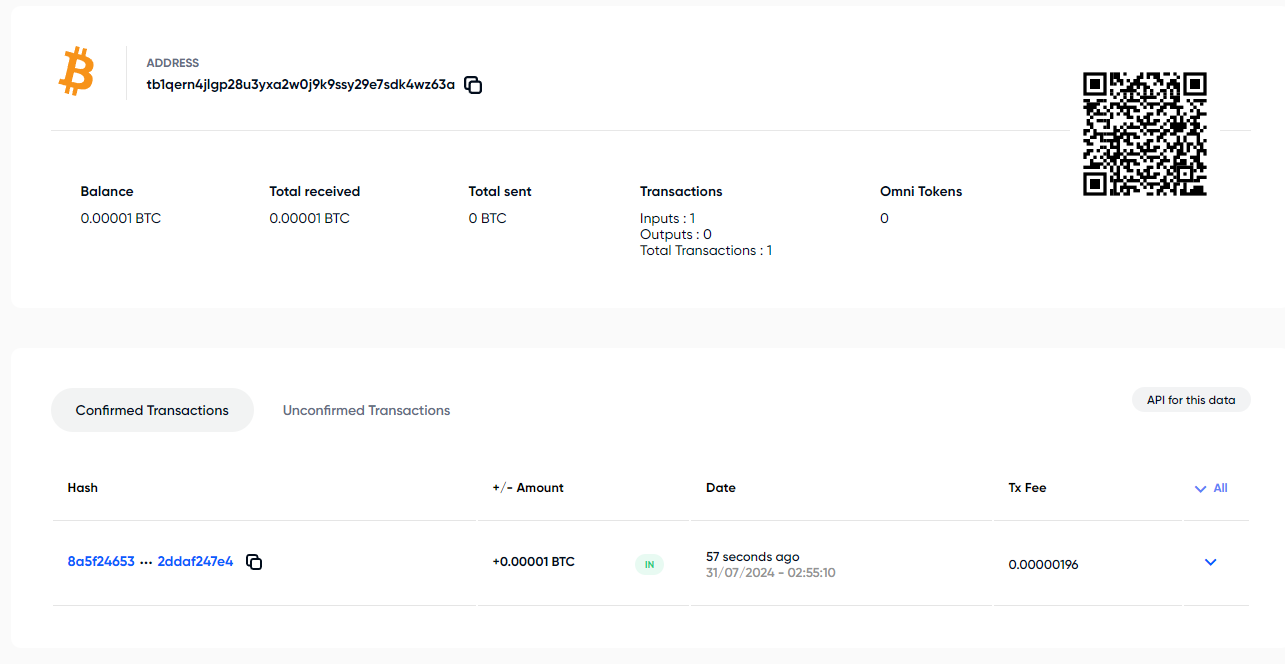 ADDRESS
tb1qern4jlgp28u3yxa2w0j9k9ssy29e7sdk4wz63a
Balance
0.00001 BTC
Total received
0.00001 BTC
Total sent
0 BTC
Transactions
Inputs : 1
Outputs : 0
Total Transactions : 1
Omni Tokens
0
Confirmed Transactions
Unconfirmed Transactions
API for this data
Hash
+/- Amount
Date
Tx Fee
All
8a5f24653 ··· 2ddaf247e4
+0.00001 BTC
IN
57 seconds ago
31/07/2024 - 02:55:10
0.00000196